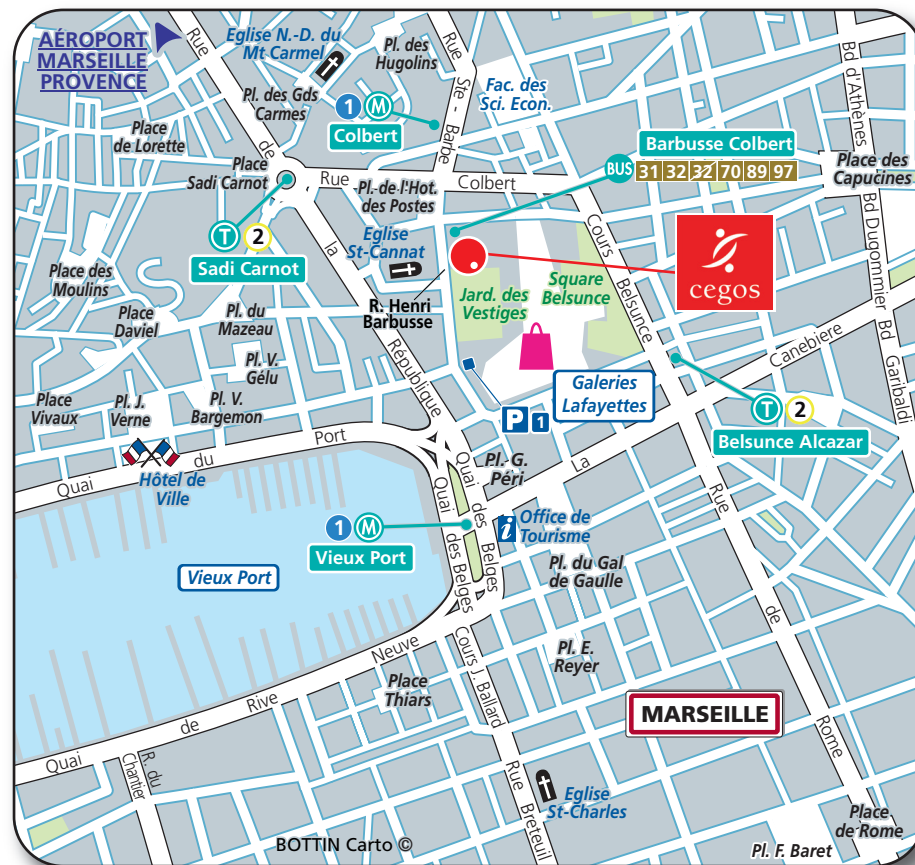 AÉROPORT
MARSEILLE
PROVENCE
Rue
de
la
République
Eglise N.-D. du
Mt Carmel
Pl. des
Hugolins
Rue
Ste -
Barbe
Fac. des
Sci. Econ.
Bd d'Athènes
Pl. des Gds
Carmes
1 M
Colbert
Place
de Lorette
Place
Sadi Carnot
Rue
Colbert
Barbusse Colbert
BUS 31 32 32 70 89 97
Place des
Capucines
Pl. de l'Hot.
des Postes
Cours
Belsunce
Bd Dugommier
Bd
Garibaldi
T 2
Sadi Carnot
Eglise
St-Cannat
cegos
Place des
Moulins
Jard. des
Vestiges
Square
Belsunce
R. Henri
Barbusse
Place
Daviel
Pl. du
Mazeau
Canebiere
La
Pl. V.
Gélu
Galeries
Lafayettes
Place
Vivaux
Pl. J.
Verne
Pl. V.
Bargemon
P 1
T 2
Belsunce Alcazar
Quai
du
Port
Hôtel de
Ville
Pl. G.
Péri
Quai
des Belges
Quai
des
Belges
Rue
de
Rome
1 M
Vieux Port
i Office de
Tourisme
Vieux Port
Pl. du Gal
de Gaulle
Pl. E.
Reyer
Quai
de
Rive
Neuve
Cours J. Ballard
Place
Thiars
MARSEILLE
R. du
Chantier
Rue
Breteuil
Eglise
St-Charles
Place
de Rome
BOTTIN Carto ©
Pl. F. Baret